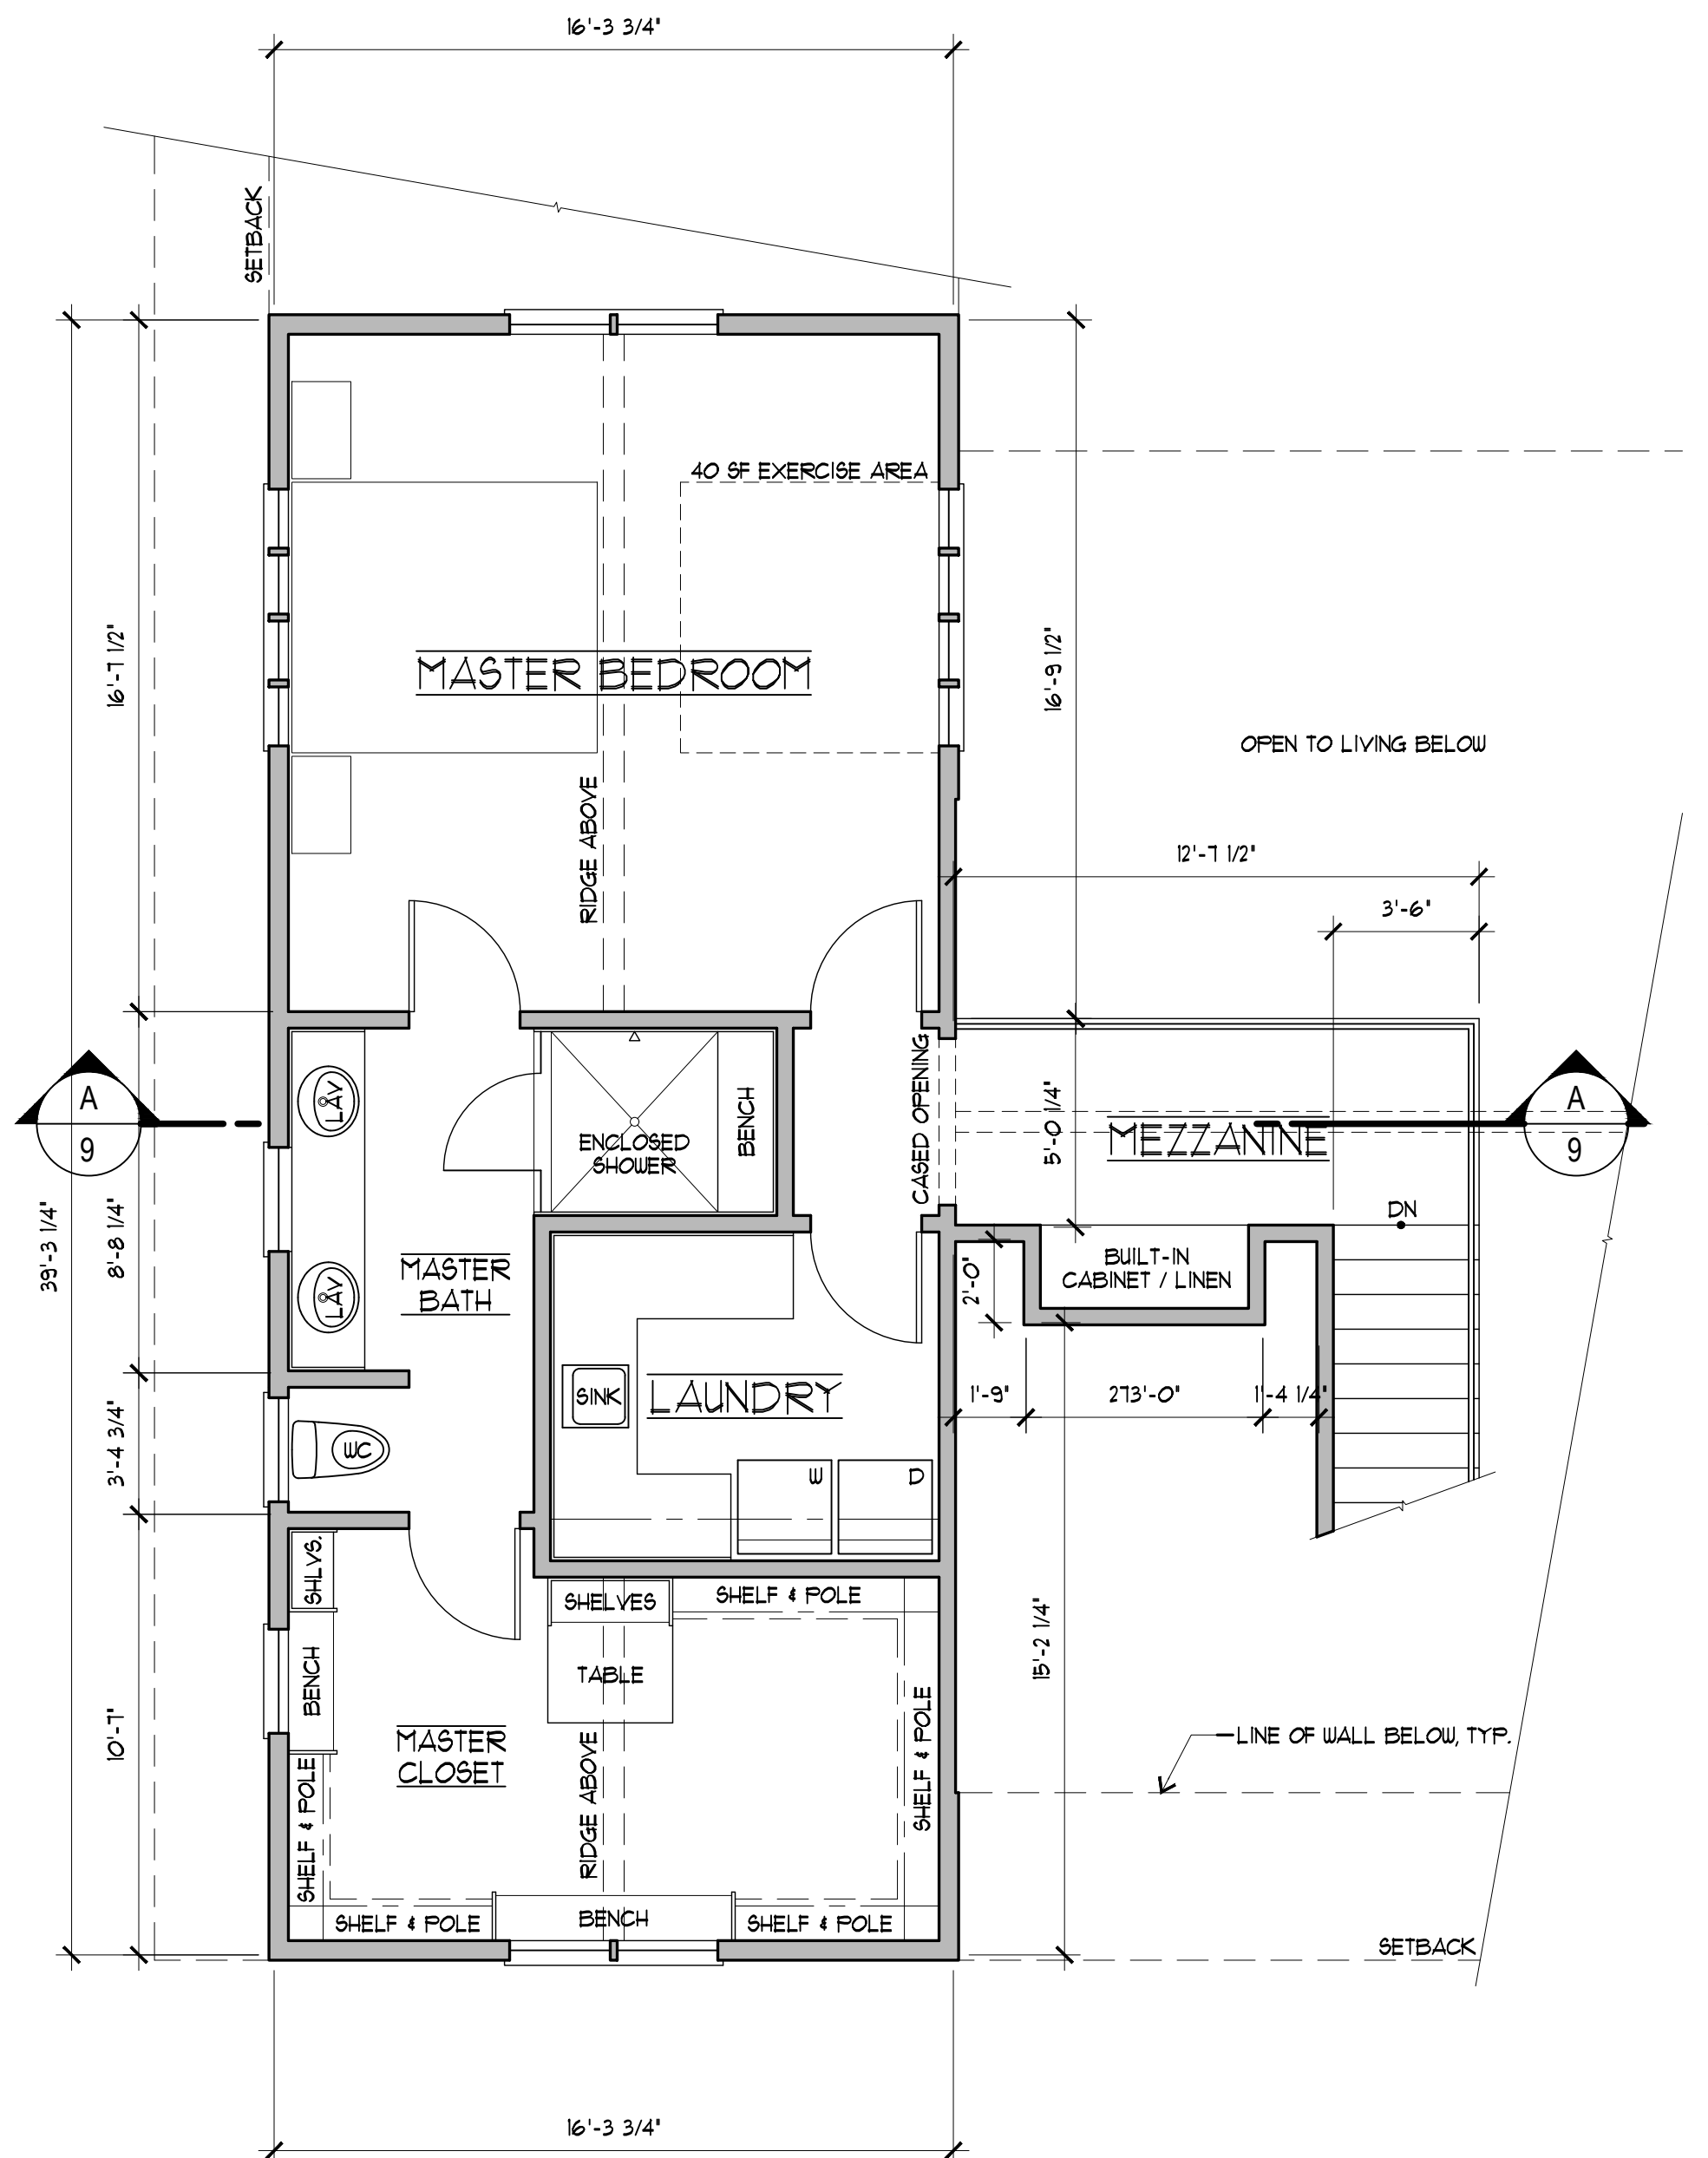 16'-3 3/4"
SETBACK
40 SF EXERCISE AREA
MASTER BEDROOM
16'-7 1/2"
16'-9 1/2"
OPEN TO LIVING BELOW
RIDGE ABOVE
12'-7 1/2"
3'-6"
A
9
LAV
ENCLOSED
SHOWER
BENCH
CASED OPENING
5'-0 1/4"
MEZZANINE
A
9
39'-3 1/4"
8'-8 1/4"
LAV
MASTER
BATH
DN
BUILT-IN
CABINET / LINEN
2'-0"
SINK
LAUNDRY
1'-9"
273'-0"
1'-4 1/4"
3'-4 3/4"
WC
W
D
SHLVS.
SHELVES
SHELF & POLE
BENCH
TABLE
15'-2 1/4"
10'-7"
MASTER
CLOSET
RIDGE ABOVE
SHELF & POLE
SHELF & POLE
LINE OF WALL BELOW, TYP.
SHELF & POLE
BENCH
SHELF & POLE
SETBACK
16'-3 3/4"